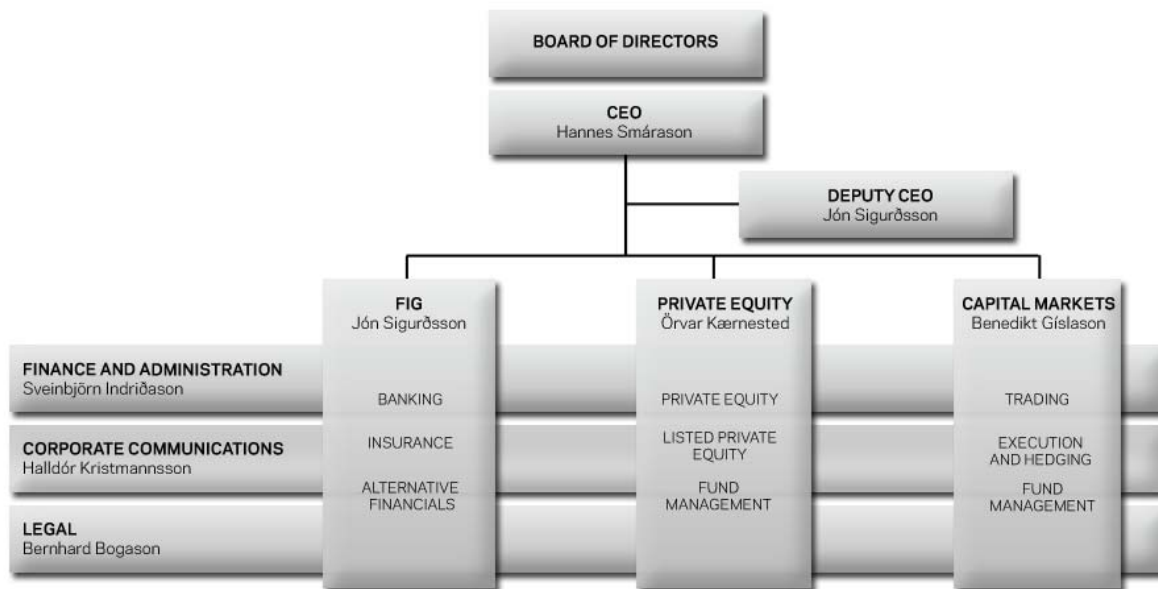 BOARD OF DIRECTORS
CEO
Hannes Smárason
DEPUTY CEO
Jón Sigurðsson
FIG
Jón Sigurðsson
PRIVATE EQUITY
Örvar Kærnested
CAPITAL MARKETS
Benedikt Gíslason
FINANCE AND ADMINISTRATION
Sveinbjörn Indriðason
CORPORATE COMMUNICATIONS
Halldór Kristmannsson
LEGAL
Bernhard Bogason
BANKING
INSURANCE
ALTERNATIVE
FINANCIALS
PRIVATE EQUITY
LISTED PRIVATE
EQUITY
FUND
MANAGEMENT
TRADING
EXECUTION
AND HEDGING
FUND
MANAGEMENT